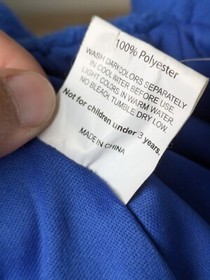 100% Polyester
WASH DARK COLORS SEPARATELY
IN COOL WATER BEFORE USE.
LIGHT COLORS IN WARM WATER.
NO BLEACH, TUMBLE DRY LOW.
Not for children under 3 years.
MADE IN CHINA